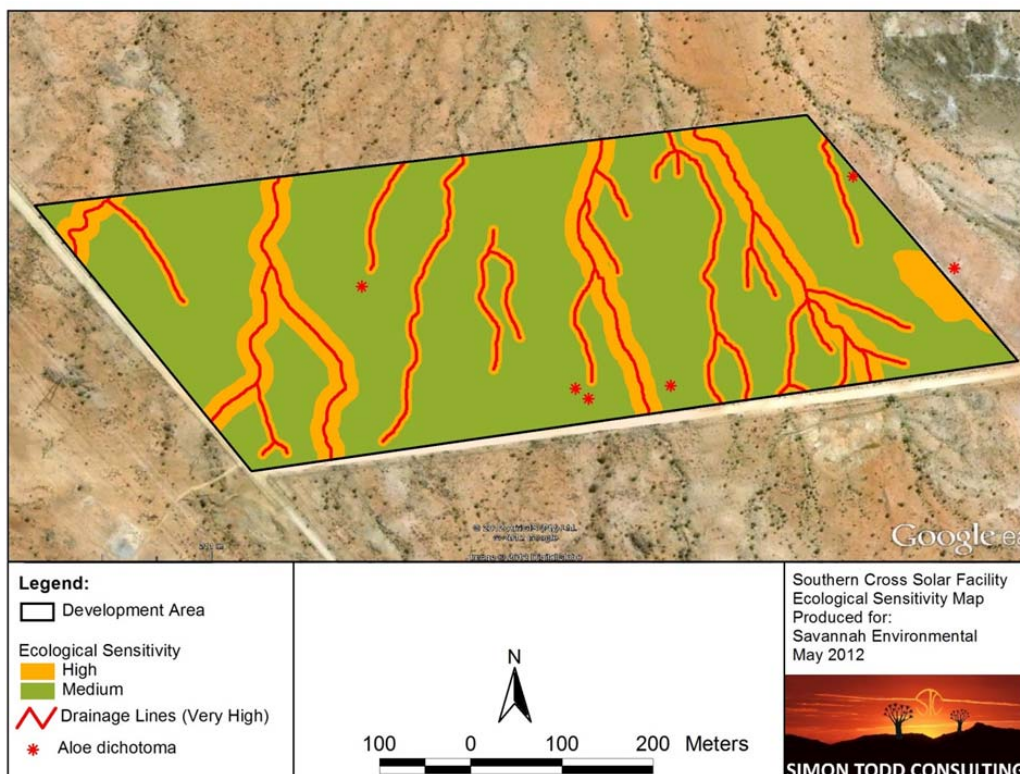 Google ea
Legend:
Development Area
Ecological Sensitivity
High
Medium
Drainage Lines (Very High)
Aloe dichotoma
N
100 0 100 200 Meters
Southern Cross Solar Facility
Ecological Sensitivity Map
Produced for:
Savannah Environmental
May 2012
SIMON TODD CONSULTING